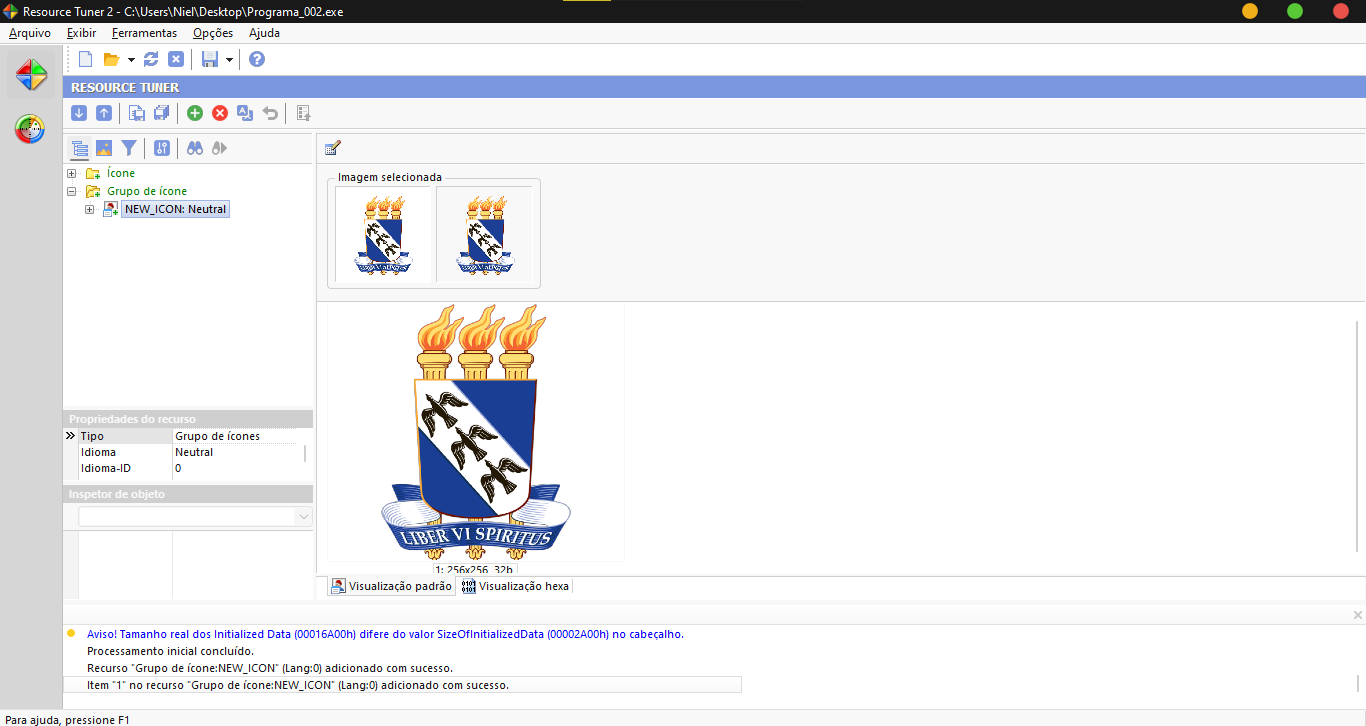 Resource Tuner 2 - C:\Users\Niel\Desktop\Programa_002.exe
Arquivo Exibir Ferramentas Opções Ajuda
RESOURCE TUNER
Ícone
Grupo de ícone
NEW_ICON: Neutral
Imagem selecionada
LIBER VI SPIRITUS
1: 256x256, 32b
Visualização padrão Visualização hexa
Propriedades do recurso
Tipo Grupo de ícones
Idioma Neutral
Idioma-ID 0
Inspetor de objeto
Aviso! Tamanho real dos Initialized Data (00016A00h) difere do valor SizeOfInitializedData (00002A00h) no cabeçalho.
Processamento inicial concluído.
Recurso "Grupo de ícone:NEW_ICON" (Lang:0) adicionado com sucesso.
Item "1" no recurso "Grupo de ícone:NEW_ICON" (Lang:0) adicionado com sucesso.
Para ajuda, pressione F1